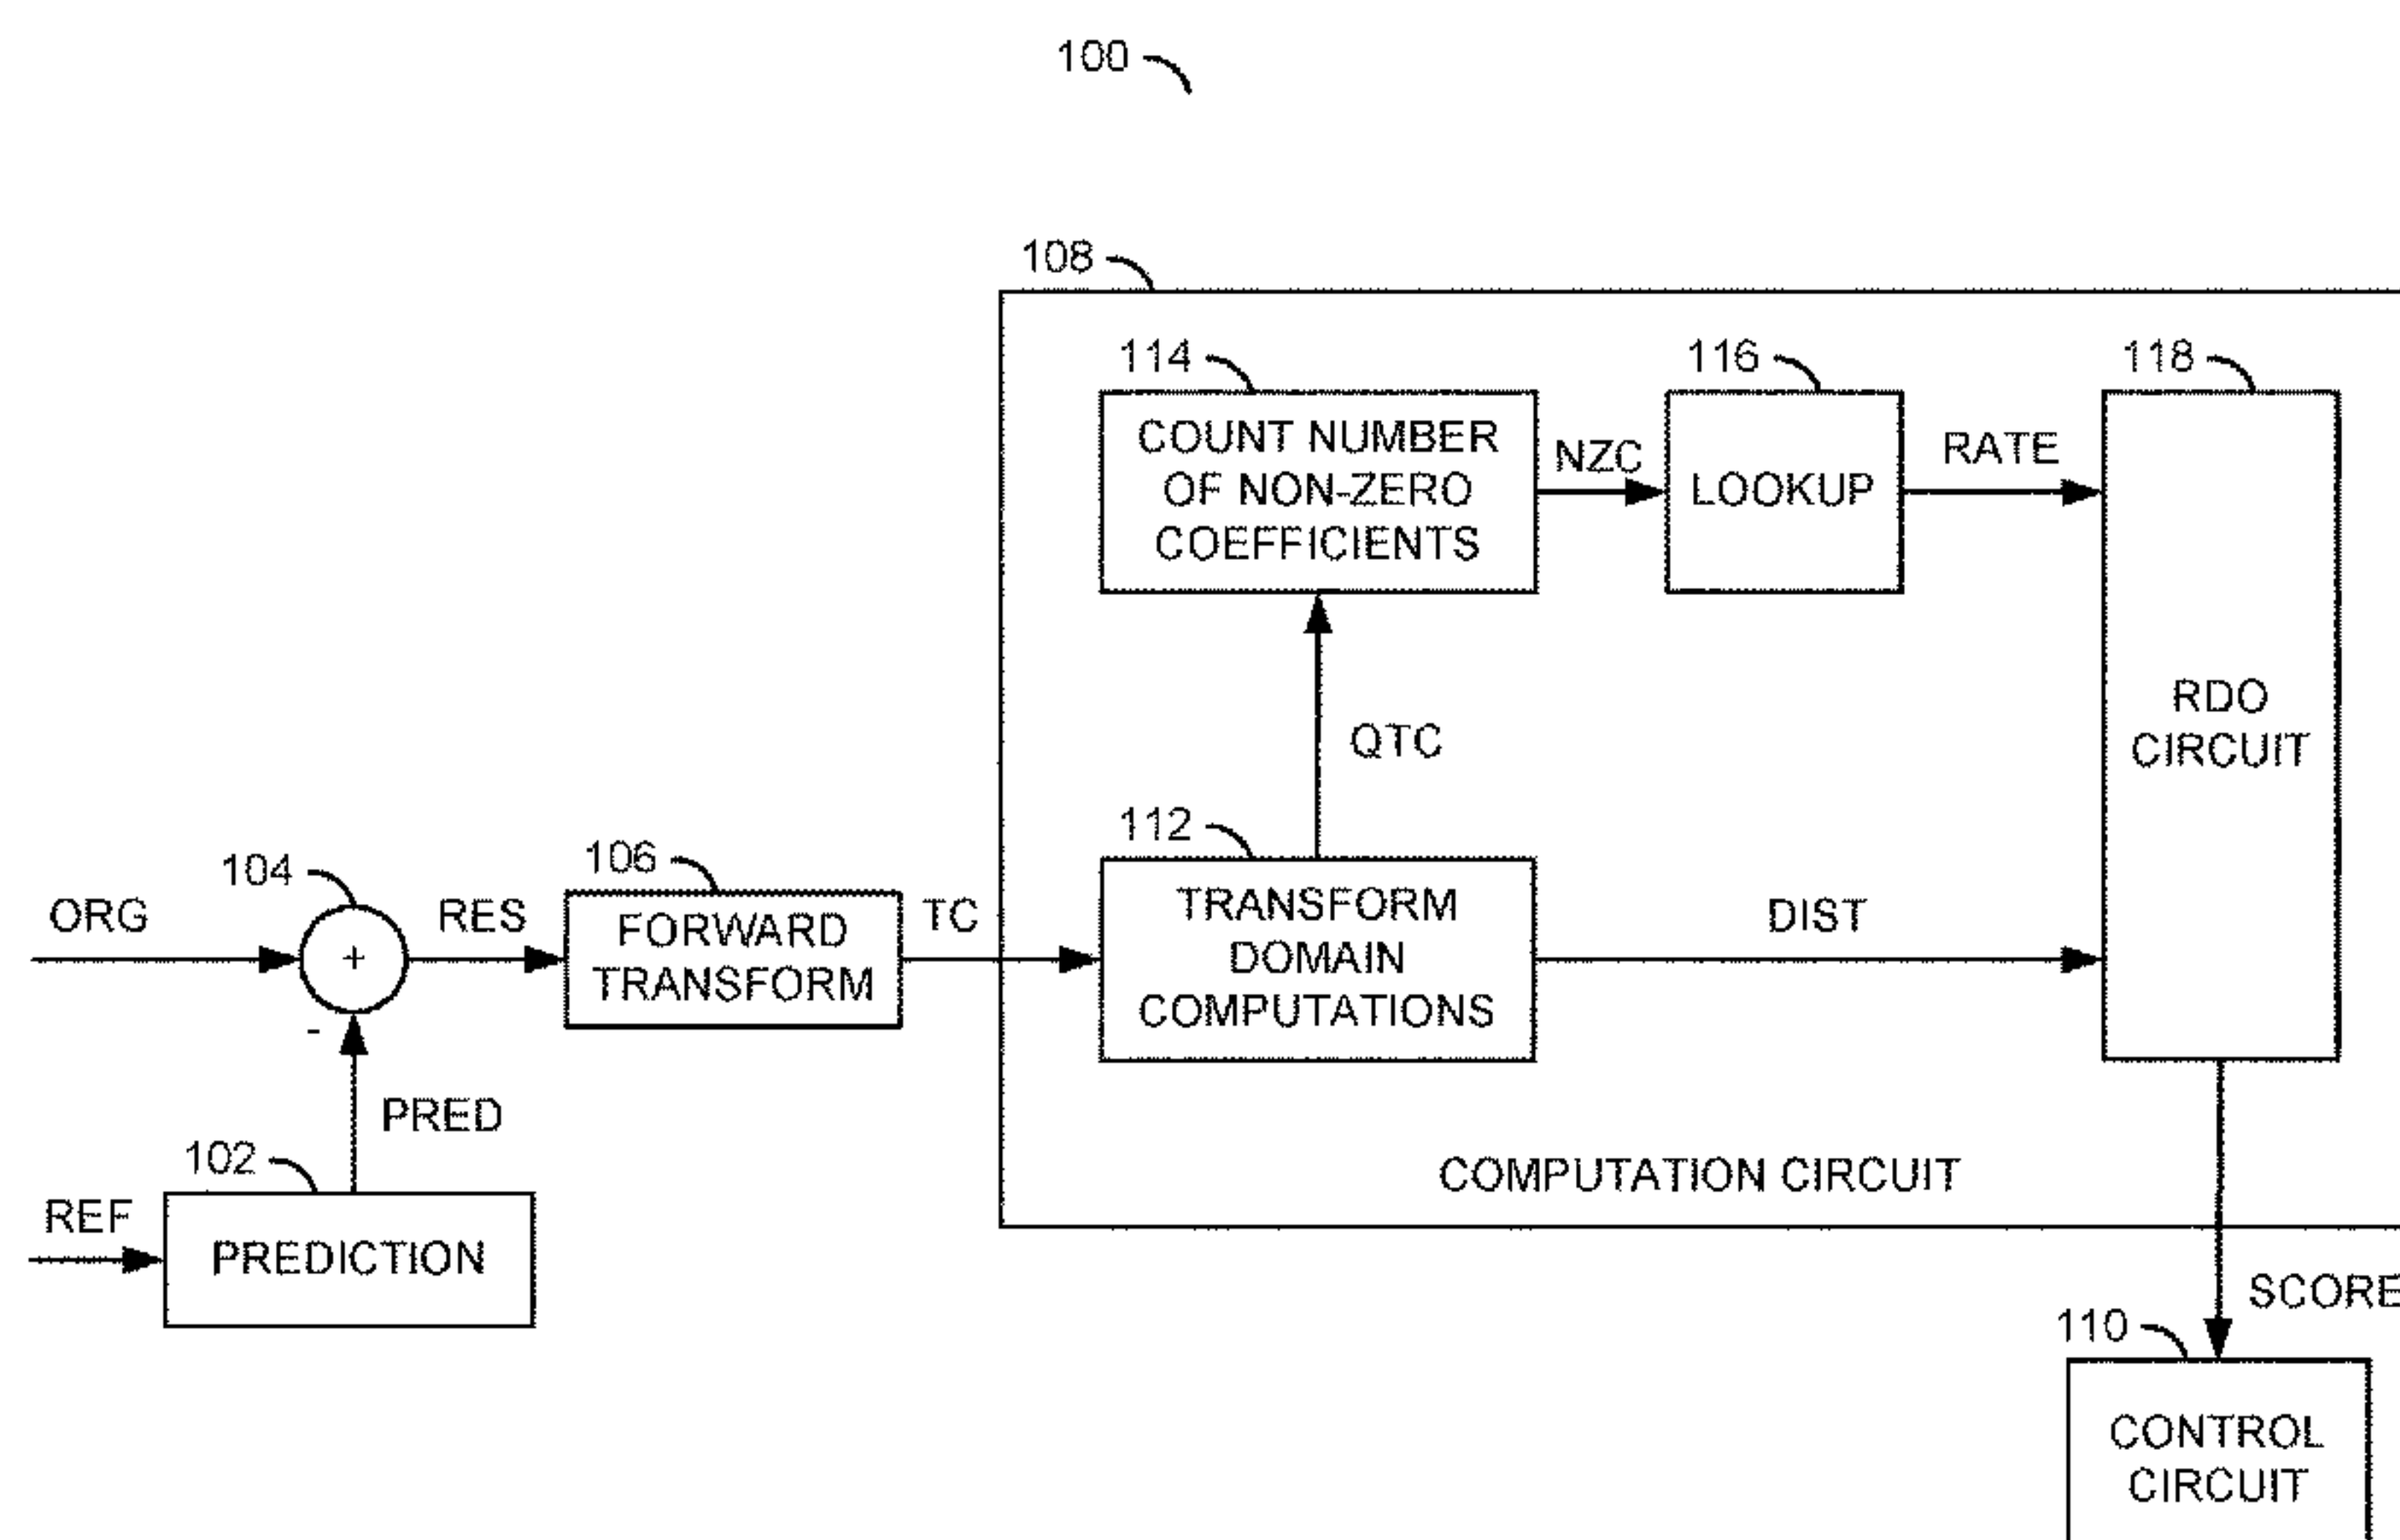 100
108
114
116
118
COUNT NUMBER
OF NON-ZERO
COEFFICIENTS
NZC
LOOKUP
RATE
RDO
CIRCUIT
QTC
112
104
106
ORG
+
-
RES
FORWARD
TRANSFORM
TC
TRANSFORM
DOMAIN
COMPUTATIONS
DIST
PRED
102
REF
PREDICTION
COMPUTATION CIRCUIT
SCORE
110
CONTROL
CIRCUIT